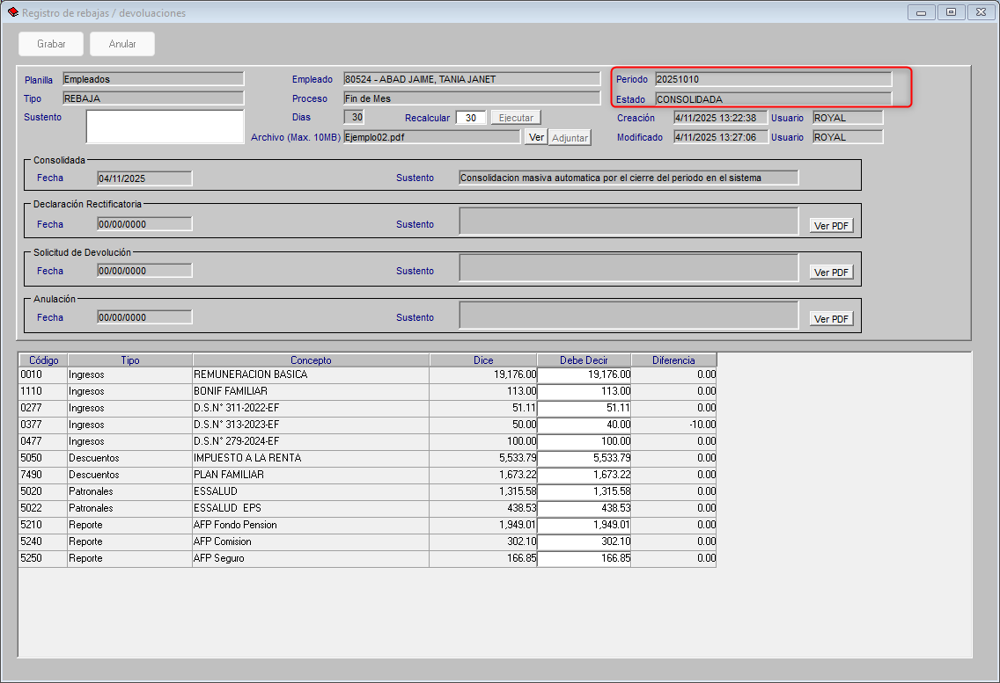 Registro de rebajas / devoluaciones
Grabar Anular
Planilla Empleados Empleado 80524 - ABAD JAIME, TANIA JANET Periodo 20251010
Tipo REBAJA Proceso Fin de Mes Estado CONSOLIDADA
Sustento Dias 30 Recalcular 30 Ejecutar Creación 4/11/2025 13:22:38 Usuario ROYAL
Archivo (Max. 10MB) Ejemplo02.pdf Ver Adjuntar Modificado 4/11/2025 13:27:06 Usuario ROYAL
Consolidada
Fecha 04/11/2025 Sustento Consolidacion masiva automatica por el cierre del periodo en el sistema
Declaración Rectificatoria
Fecha 00/00/0000 Sustento Ver PDF
Solicitud de Devolución
Fecha 00/00/0000 Sustento Ver PDF
Anulación
Fecha 00/00/0000 Sustento Ver PDF
Código Tipo Concepto Dice Debe Decir Diferencia
0010 Ingresos REMUNERACION BASICA 19,176.00 19,176.00 0.00
1110 Ingresos BONIF FAMILIAR 113.00 113.00 0.00
0277 Ingresos D.S.N° 311-2022-EF 51.11 51.11 0.00
0377 Ingresos D.S.N° 313-2023-EF 50.00 40.00 -10.00
0477 Ingresos D.S.N° 279-2024-EF 100.00 100.00 0.00
5050 Descuentos IMPUESTO A LA RENTA 5,533.79 5,533.79 0.00
7490 Descuentos PLAN FAMILIAR 1,673.22 1,673.22 0.00
5020 Patronales ESSALUD 1,315.58 1,315.58 0.00
5022 Patronales ESSALUD EPS 438.53 438.53 0.00
5210 Reporte AFP Fondo Pension 1,949.01 1,949.01 0.00
5240 Reporte AFP Comision 302.10 302.10 0.00
5250 Reporte AFP Seguro 166.85 166.85 0.00